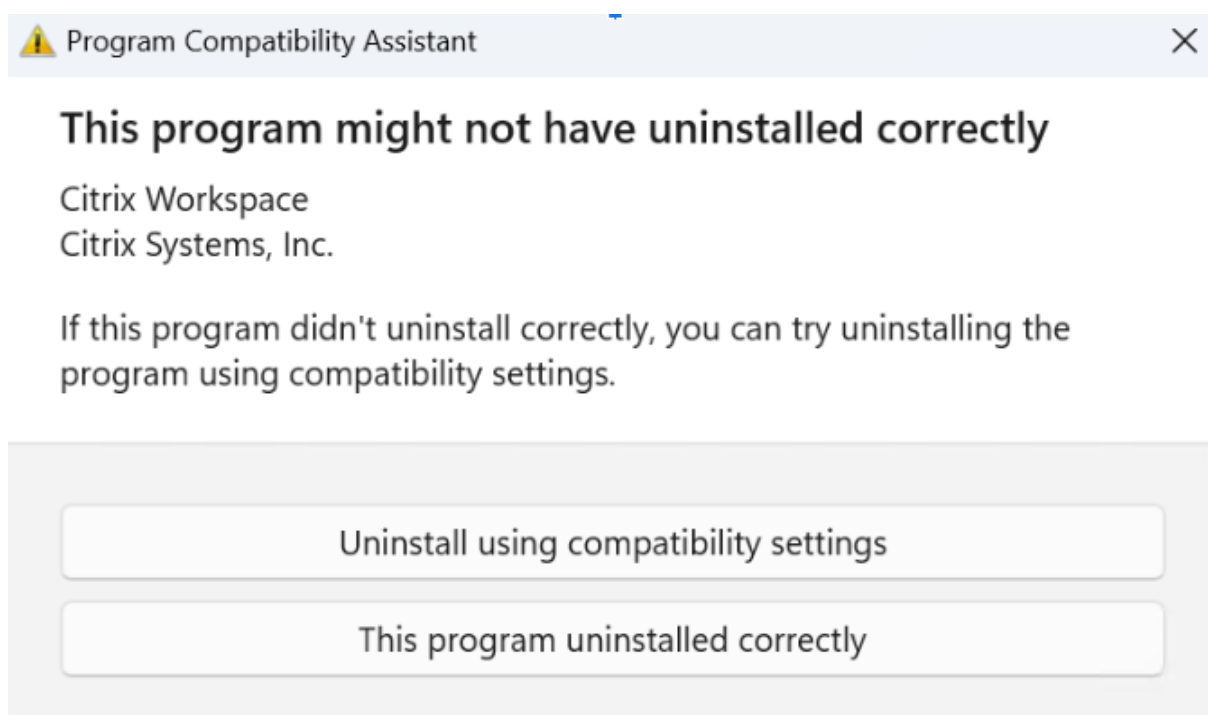 Program Compatibility Assistant
This program might not have uninstalled correctly
Citrix Workspace
Citrix Systems, Inc.
If this program didn't uninstall correctly, you can try uninstalling the
program using compatibility settings.
Uninstall using compatibility settings
This program uninstalled correctly